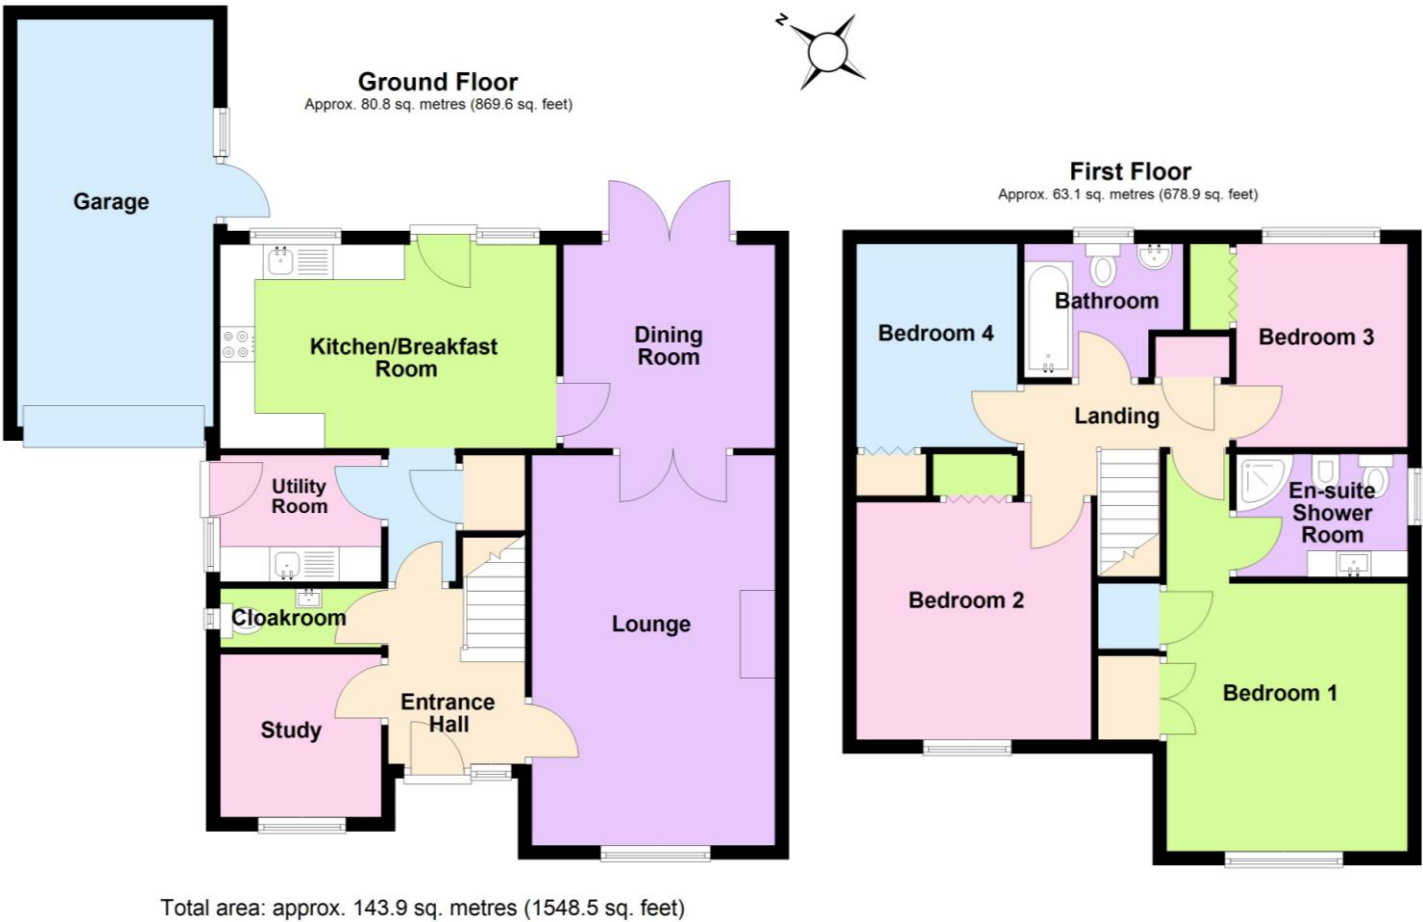 Z
Ground Floor
Approx. 80.8 sq. metres (869.6 sq. feet)
Garage
Kitchen/Breakfast
Room
Dining
Room
Utility
Room
Cloakroom
Lounge
Study
Entrance
Hall
First Floor
Approx. 63.1 sq. metres (678.9 sq. feet)
Bedroom 4
Bathroom
Bedroom 3
Landing
En-suite
Shower
Room
Bedroom 2
Bedroom 1
Total area: approx. 143.9 sq. metres (1548.5 sq. feet)